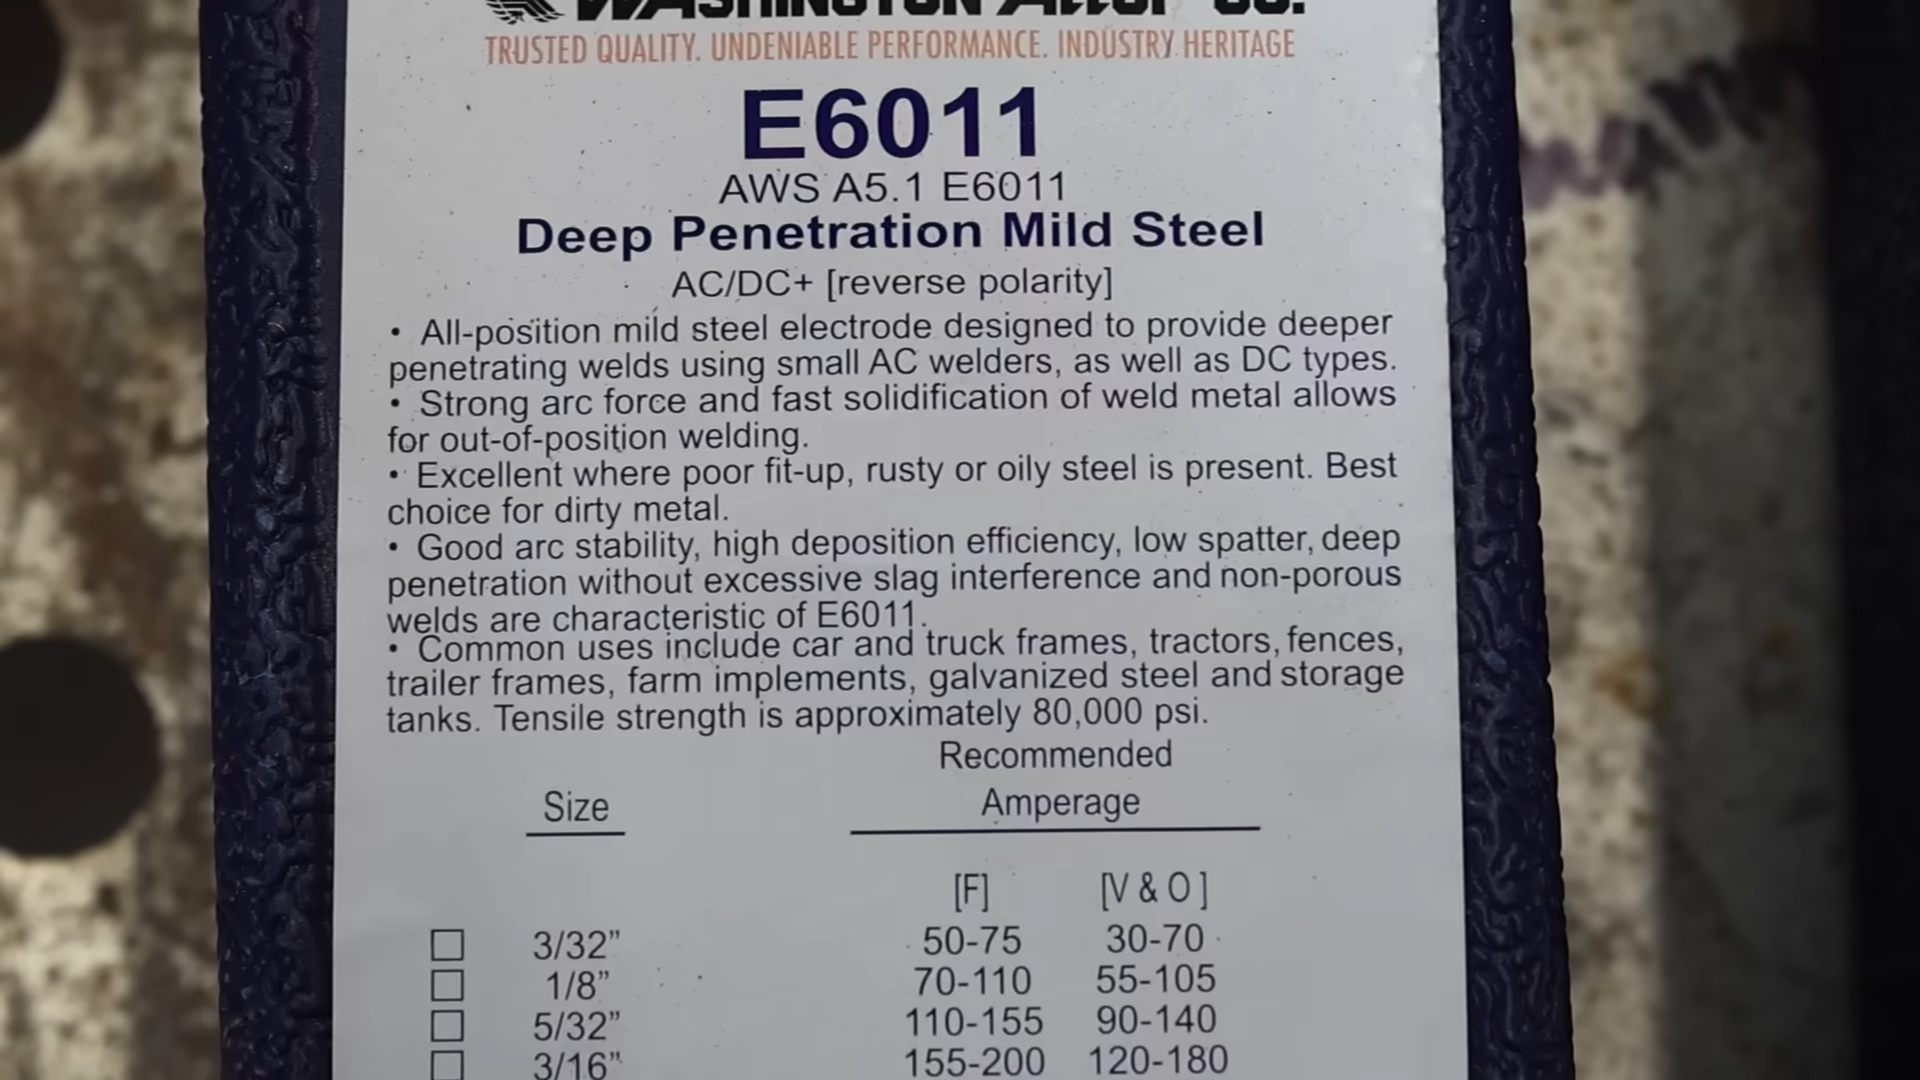 WASHINGTON ALLOY CO.
TRUSTED QUALITY. UNDENIABLE PERFORMANCE. INDUSTRY HERITAGE
E6011
AWS A5.1 E6011
Deep Penetration Mild Steel
AC/DC+ [reverse polarity]
• All-position mild steel electrode designed to provide deeper
penetrating welds using small AC welders, as well as DC types.
• Strong arc force and fast solidification of weld metal allows
for out-of-position welding.
• Excellent where poor fit-up, rusty or oily steel is present. Best
choice for dirty metal.
• Good arc stability, high deposition efficiency, low spatter, deep
penetration without excessive slag interference and non-porous
welds are characteristic of E6011.
• Common uses include car and truck frames, tractors, fences,
trailer frames, farm implements, galvanized steel and storage
tanks. Tensile strength is approximately 80,000 psi.
Recommended
Size Amperage
[F] [V & O]
3/32” 50-75 30-70
1/8” 70-110 55-105
5/32” 110-155 90-140
3/16” 155-200 120-180